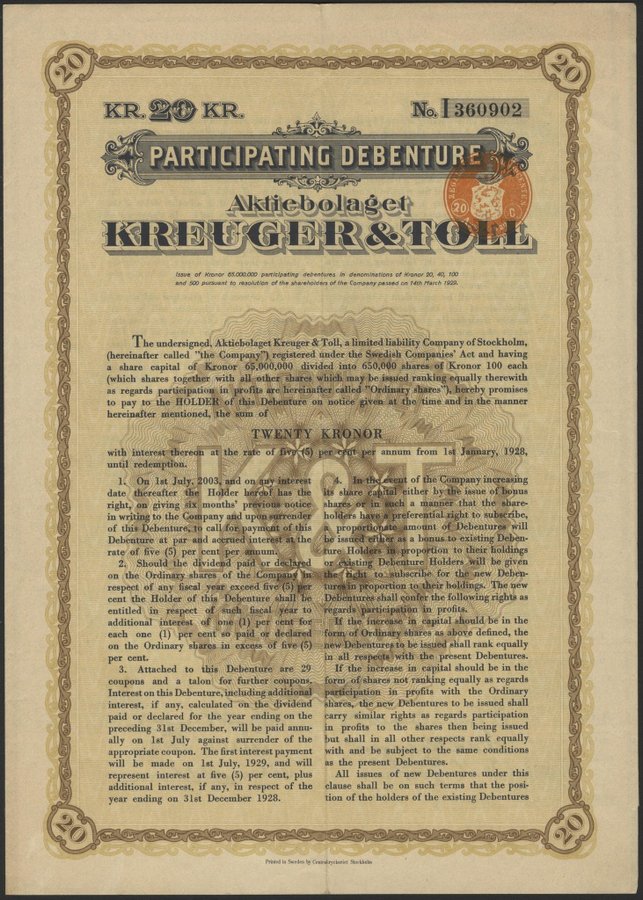 20
20
KR. 20 KR.
No. I 360902
PARTICIPATING DEBENTURE
Aktiebolaget
KREUGER & TOLL
20 C
Issue of Kronor 65.000.000 participating debentures in denominations of Kronor 20, 40, 100
and 500 pursuant to resolution of the shareholders of the Company passed on 14th March 1929.
The undersigned, Aktiebolaget Kreuger & Toll, a limited liability Company of Stockholm,
(hereinafter called "the Company") registered under the Swedish Companies' Act and having
a share capital of Kronor 65,000,000 divided into 650,000 shares of Kronor 100 each
(which shares together with all other shares which may be issued ranking equally therewith
as regards participation in profits are hereinafter called "Ordinary shares"), hereby promises
to pay to the HOLDER of this Debenture on notice given at the time and in the manner
hereinafter mentioned, the sum of
TWENTY KRONOR
with interest thereon at the rate of five (5) per cent per annum from 1st January, 1928,
until redemption.
K&T
1. On 1st July, 2003, and on any interest
date thereafter the Holder hereof has the
right, on giving six months' previous notice
in writing to the Company and upon surrender
of this Debenture, to call for payment of this
Debenture at par and accrued interest at the
rate of five (5) per cent per annum.
2. Should the dividend paid or declared
on the Ordinary shares of the Company in
respect of any fiscal year exceed five (5) per
cent the Holder of this Debenture shall be
entitled in respect of such fiscal year to
additional interest of one (1) per cent for
each one (1) per cent so paid or declared
on the Ordinary shares in excess of five (5)
per cent.
3. Attached to this Debenture are 29
coupons and a talon for further coupons.
Interest on this Debenture, including additional
interest, if any, calculated on the dividend
paid or declared for the year ending on the
preceding 31st December, will be paid annu-
ally on 1st July against surrender of the
appropriate coupon. The first interest payment
will be made on 1st July, 1929, and will
represent interest at five (5) per cent, plus
additional interest, if any, in respect of the
year ending on 31st December 1928.
4. In the event of the Company increasing
its share capital either by the issue of bonus
shares or in such a manner that the share-
holders have a preferential right to subscribe,
a proportionate amount of Debentures will
be issued either as a bonus to existing Deben-
ture Holders in proportion to their holdings
or existing Debenture Holders will be given
the right to subscribe for the new Deben-
tures in proportion to their holdings. The new
Debentures shall confer the following rights as
regards participation in profits.
If the increase in capital should be in the
form of Ordinary shares as above defined, the
new Debentures to be issued shall rank equally
in all respects with the present Debentures.
If the increase in capital should be in the
form of shares not ranking equally as regards
participation in profits with the Ordinary
shares, the new Debentures to be issued shall
carry similar rights as regards participation
in profits to the shares then being issued
but shall in all other respects rank equally
with and be subject to the same conditions
as the present Debentures.
All issues of new Debentures under this
clause shall be on such terms that the posi-
tion of the holders of the existing Debentures
20
20
Printed in Sweden by Centraltryckeriet Stockholm